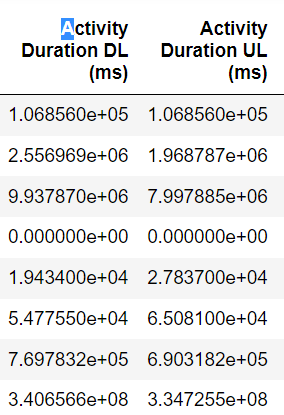 Activity Activity
Duration DL Duration UL
(ms) (ms)
1.068560e+05 1.068560e+05
2.556969e+06 1.968787e+06
9.937870e+06 7.997885e+06
0.000000e+00 0.000000e+00
1.943400e+04 2.783700e+04
5.477550e+04 6.508100e+04
7.697832e+05 6.903182e+05
3.406566e+08 3.347255e+08